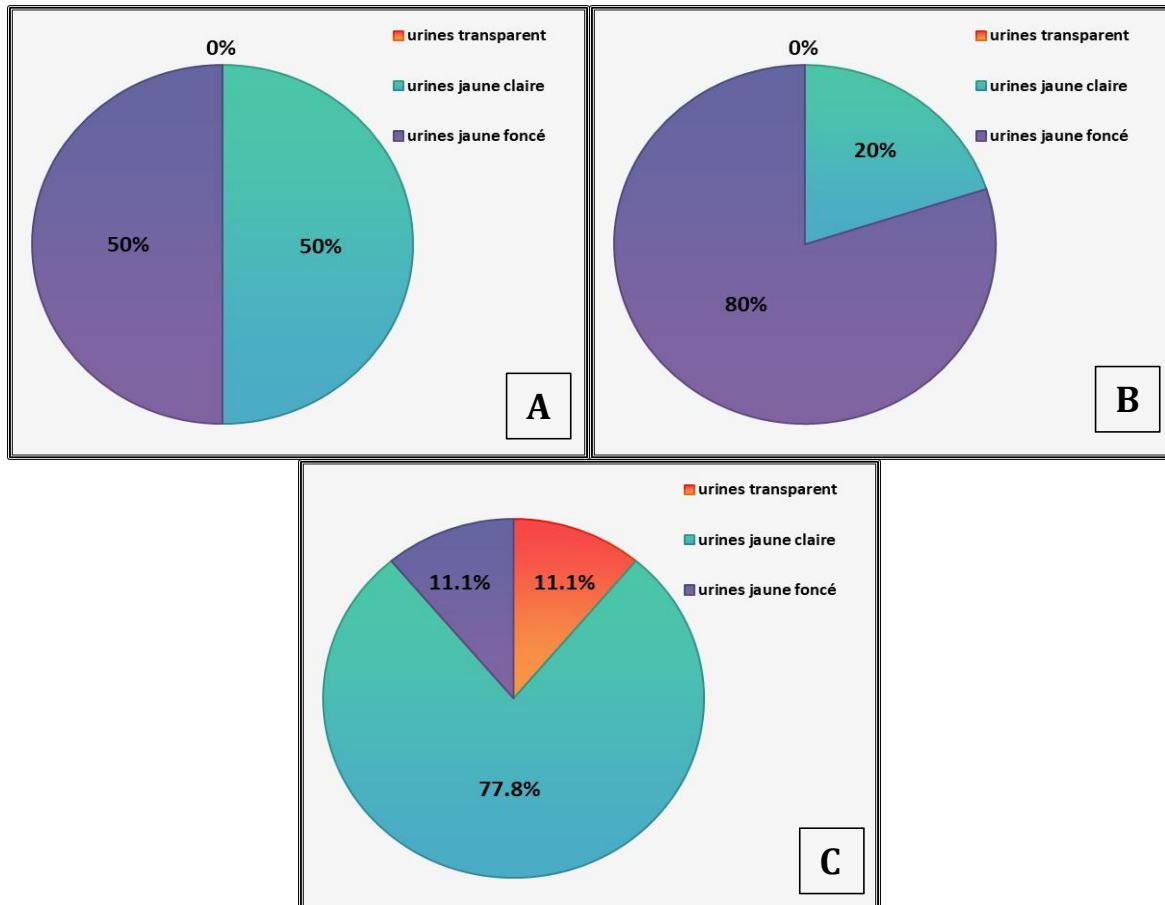 0%
urines transparent
urines jaune claire
urines jaune foncé
50%
50%
A
0%
urines transparent
urines jaune claire
urines jaune foncé
20%
80%
B
urines transparent
urines jaune claire
urines jaune foncé
11.1%
11.1%
77.8%
C